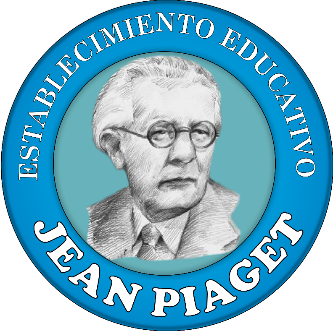 ESTABLECIMIENTO EDUCATIVO
JEAN PIAGET